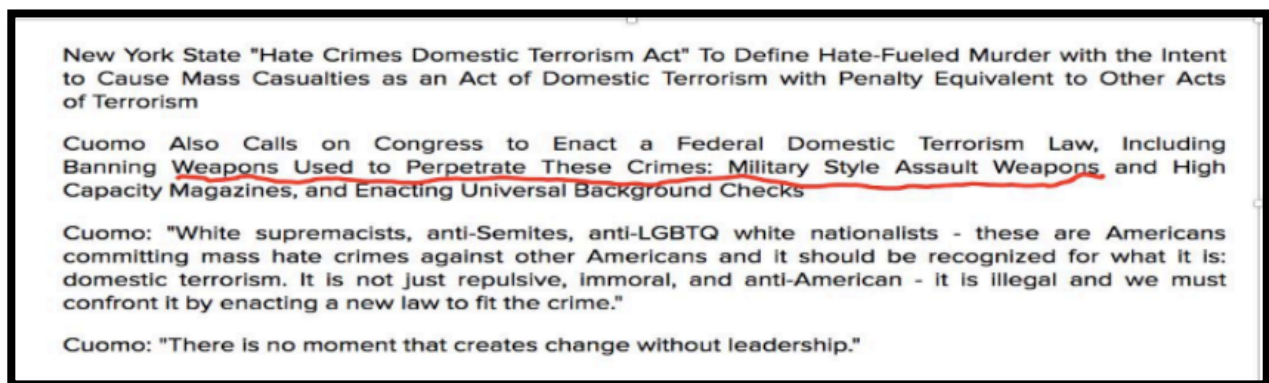 New York State "Hate Crimes Domestic Terrorism Act" To Define Hate-Fueled Murder with the Intent
to Cause Mass Casualties as an Act of Domestic Terrorism with Penalty Equivalent to Other Acts
of Terrorism
Cuomo Also Calls on Congress to Enact a Federal Domestic Terrorism Law, Including
Banning Weapons Used to Perpetrate These Crimes: Military Style Assault Weapons and High
Capacity Magazines, and Enacting Universal Background Checks
Cuomo: "White supremacists, anti-Semites, anti-LGBTQ white nationalists - these are Americans
committing mass hate crimes against other Americans and it should be recognized for what it is:
domestic terrorism. It is not just repulsive, immoral, and anti-American - it is illegal and we must
confront it by enacting a new law to fit the crime."
Cuomo: "There is no moment that creates change without leadership."